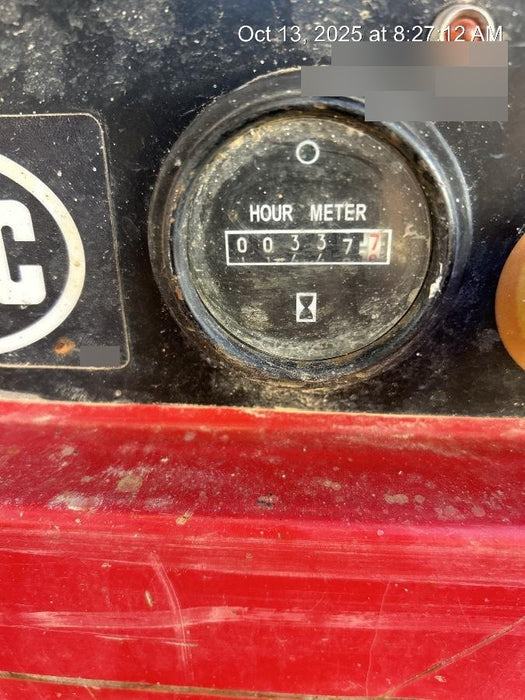 Oct 13, 2025 at 8:27:12 AM
C
HOUR METER
0 0 3 3 7 7